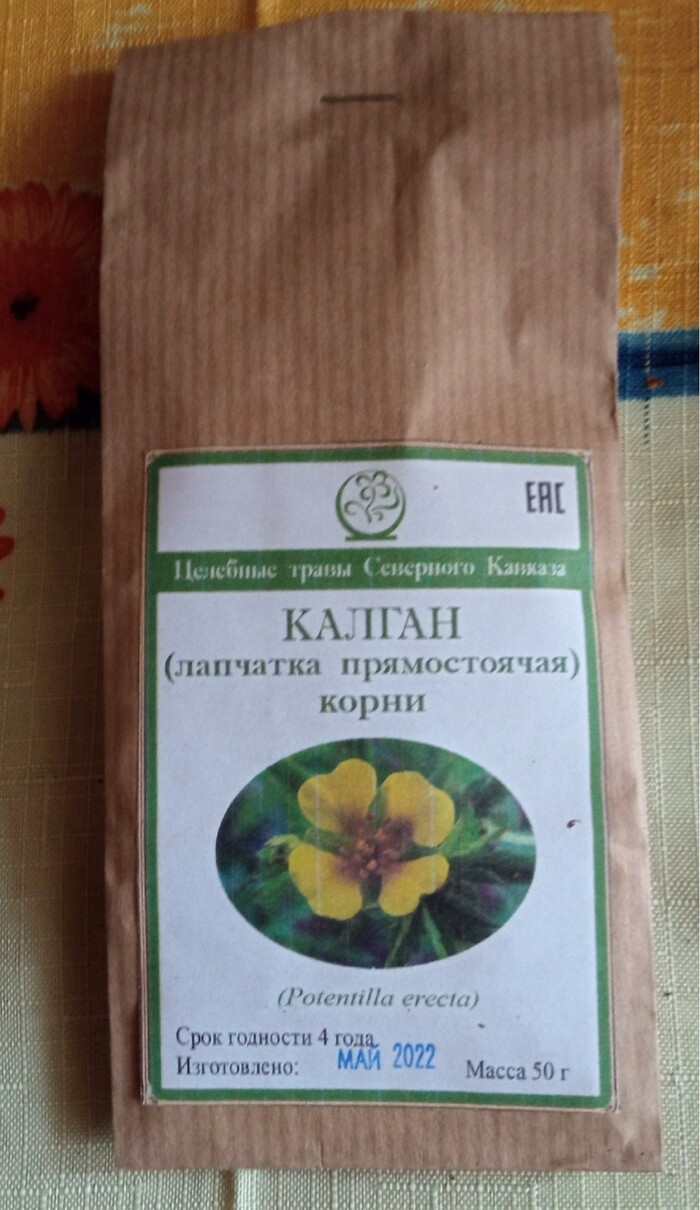 ЕАС
Целебные травы Северного Кавказа
КАЛГАН
(лапчатка прямостоячая)
корни
(Potentilla erecta)
Срок годности 4 года
Изготовлено: МАЙ 2022
Масса 50 г